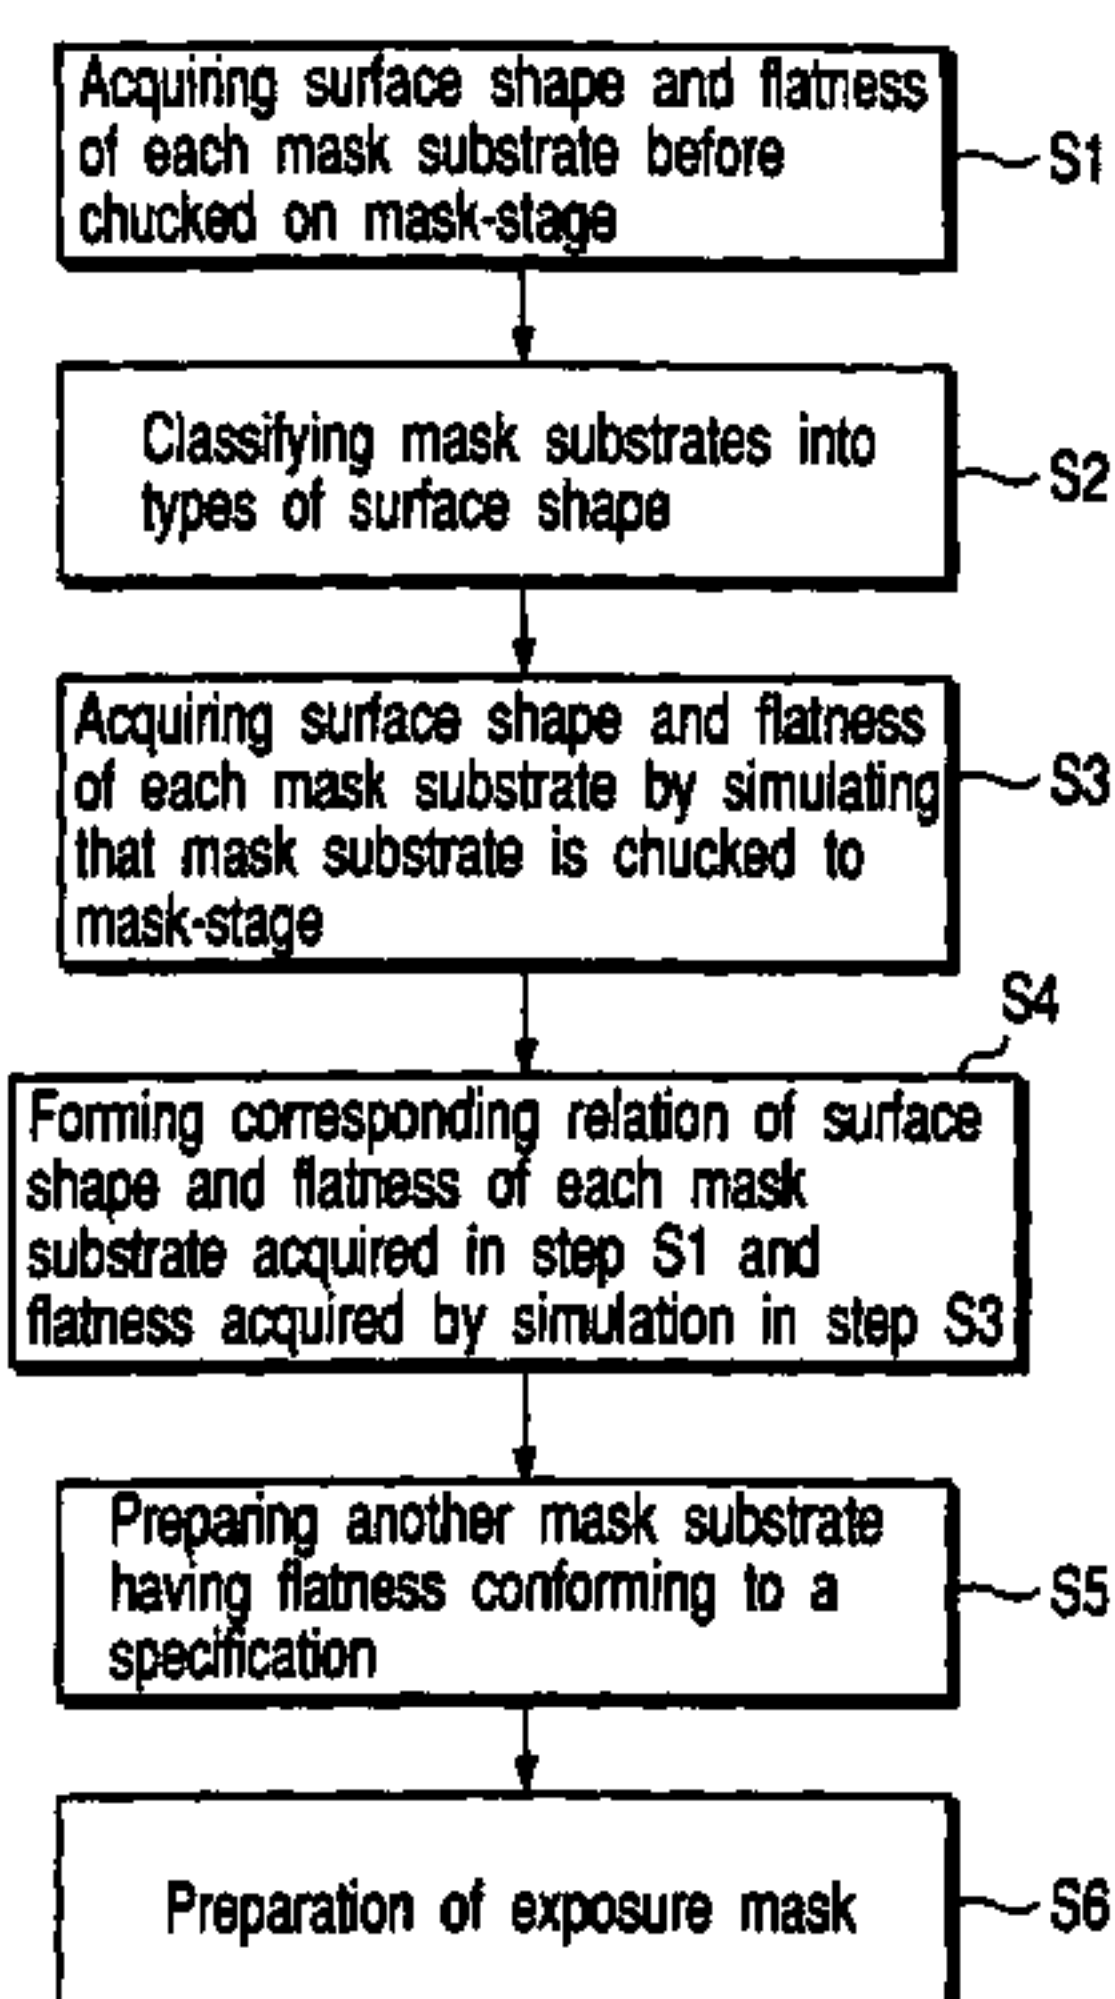 Acquiring surface shape and flatness
of each mask substrate before
chucked on mask-stage
S1
Classifying mask substrates into
types of surface shape
S2
Acquiring surface shape and flatness
of each mask substrate by simulating
that mask substrate is chucked to
mask-stage
S3
S4
Forming corresponding relation of surface
shape and flatness of each mask
substrate acquired in step S1 and
flatness acquired by simulation in step S3
Preparing another mask substrate
having flatness conforming to a
specification
S5
Preparation of exposure mask
S6